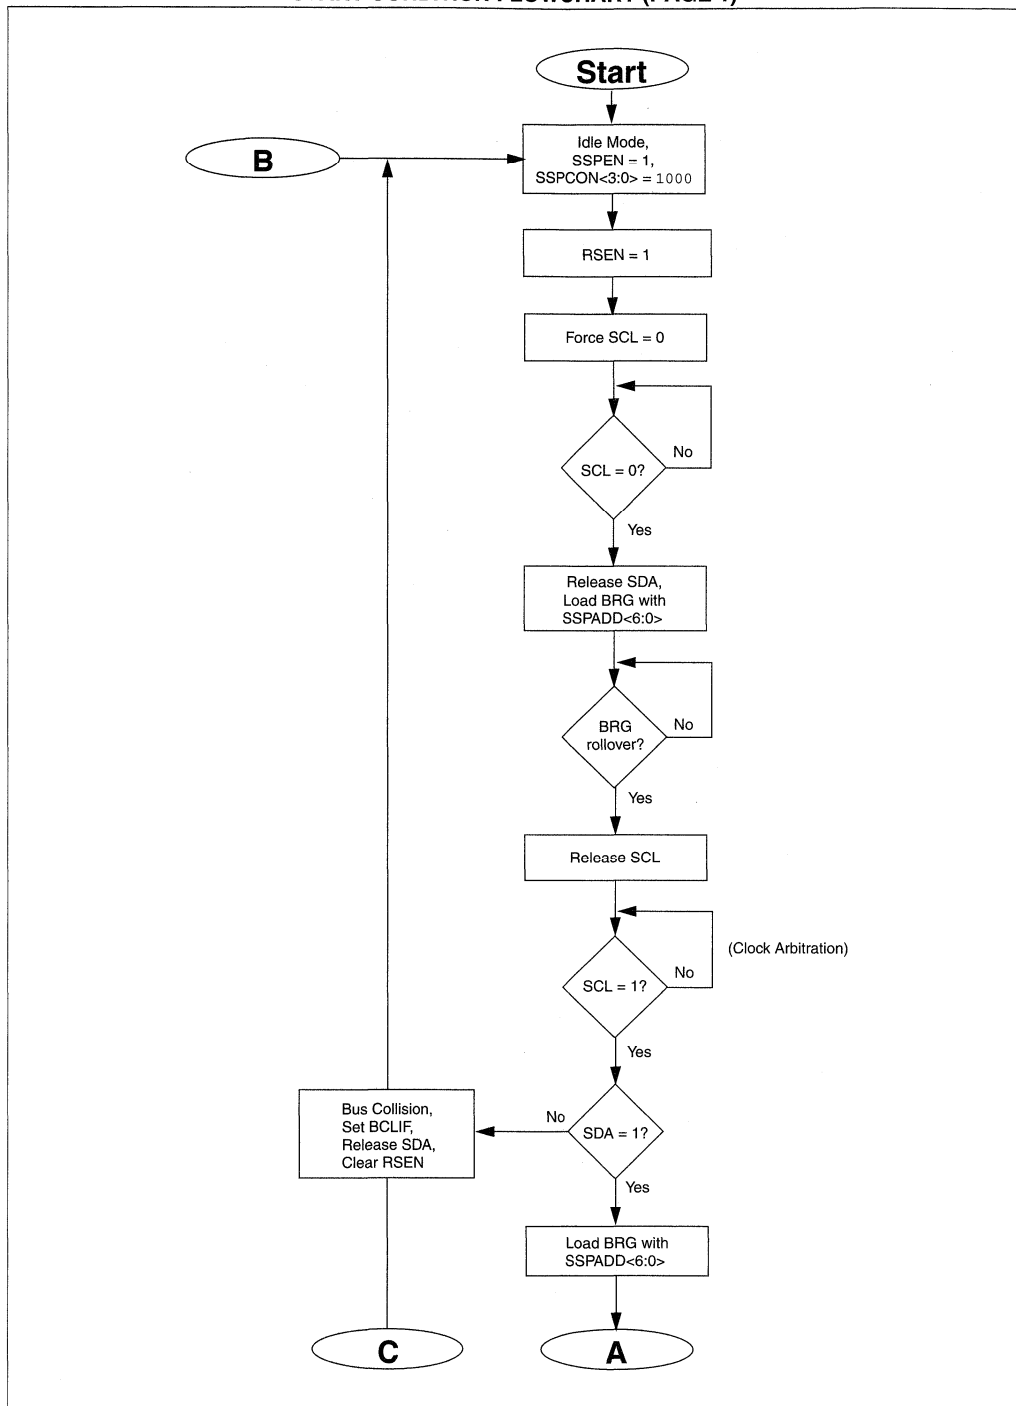 Start
Idle Mode,
SSPEN = 1,
SSPCON<3:0> = 1000
B
RSEN = 1
Force SCL = 0
No
SCL = 0?
Yes
Release SDA,
Load BRG with
SSPADD<6:0>
BRG
rollover?
No
Yes
Release SCL
(Clock Arbitration)
No
SCL = 1?
Yes
Bus Collision,
Set BCLIF,
Release SDA,
Clear RSEN
No
SDA = 1?
Yes
Load BRG with
SSPADD<6:0>
C
A